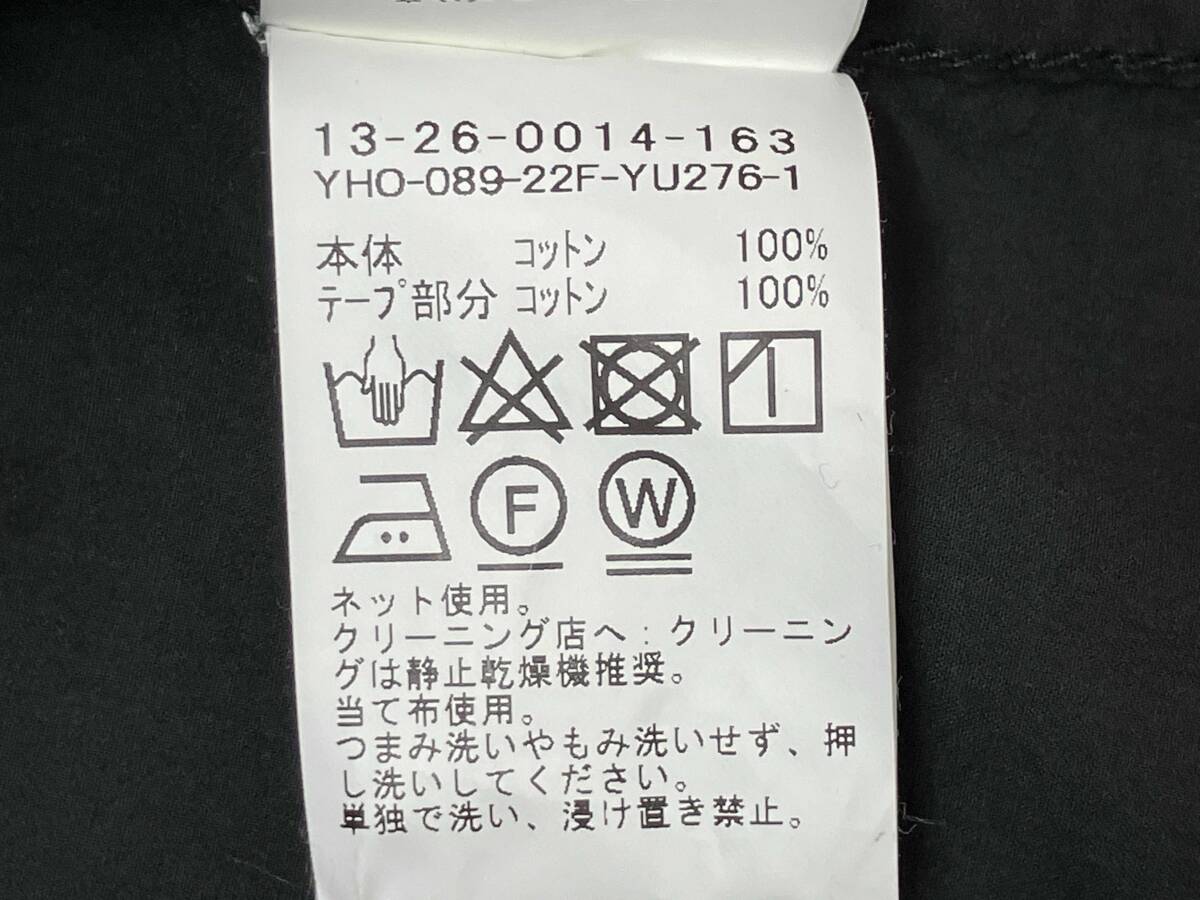 13-26-0014-163
YHO-089-22F-YU276-1
本体 コットン 100%
テープ部分 コットン 100%
F W
ネット使用。
クリーニング店へ:クリーニン
グは静止乾燥機推奨。
当て布使用。
つまみ洗いやもみ洗いせず、押
し洗いしてください。
単独で洗い、浸け置き禁止。